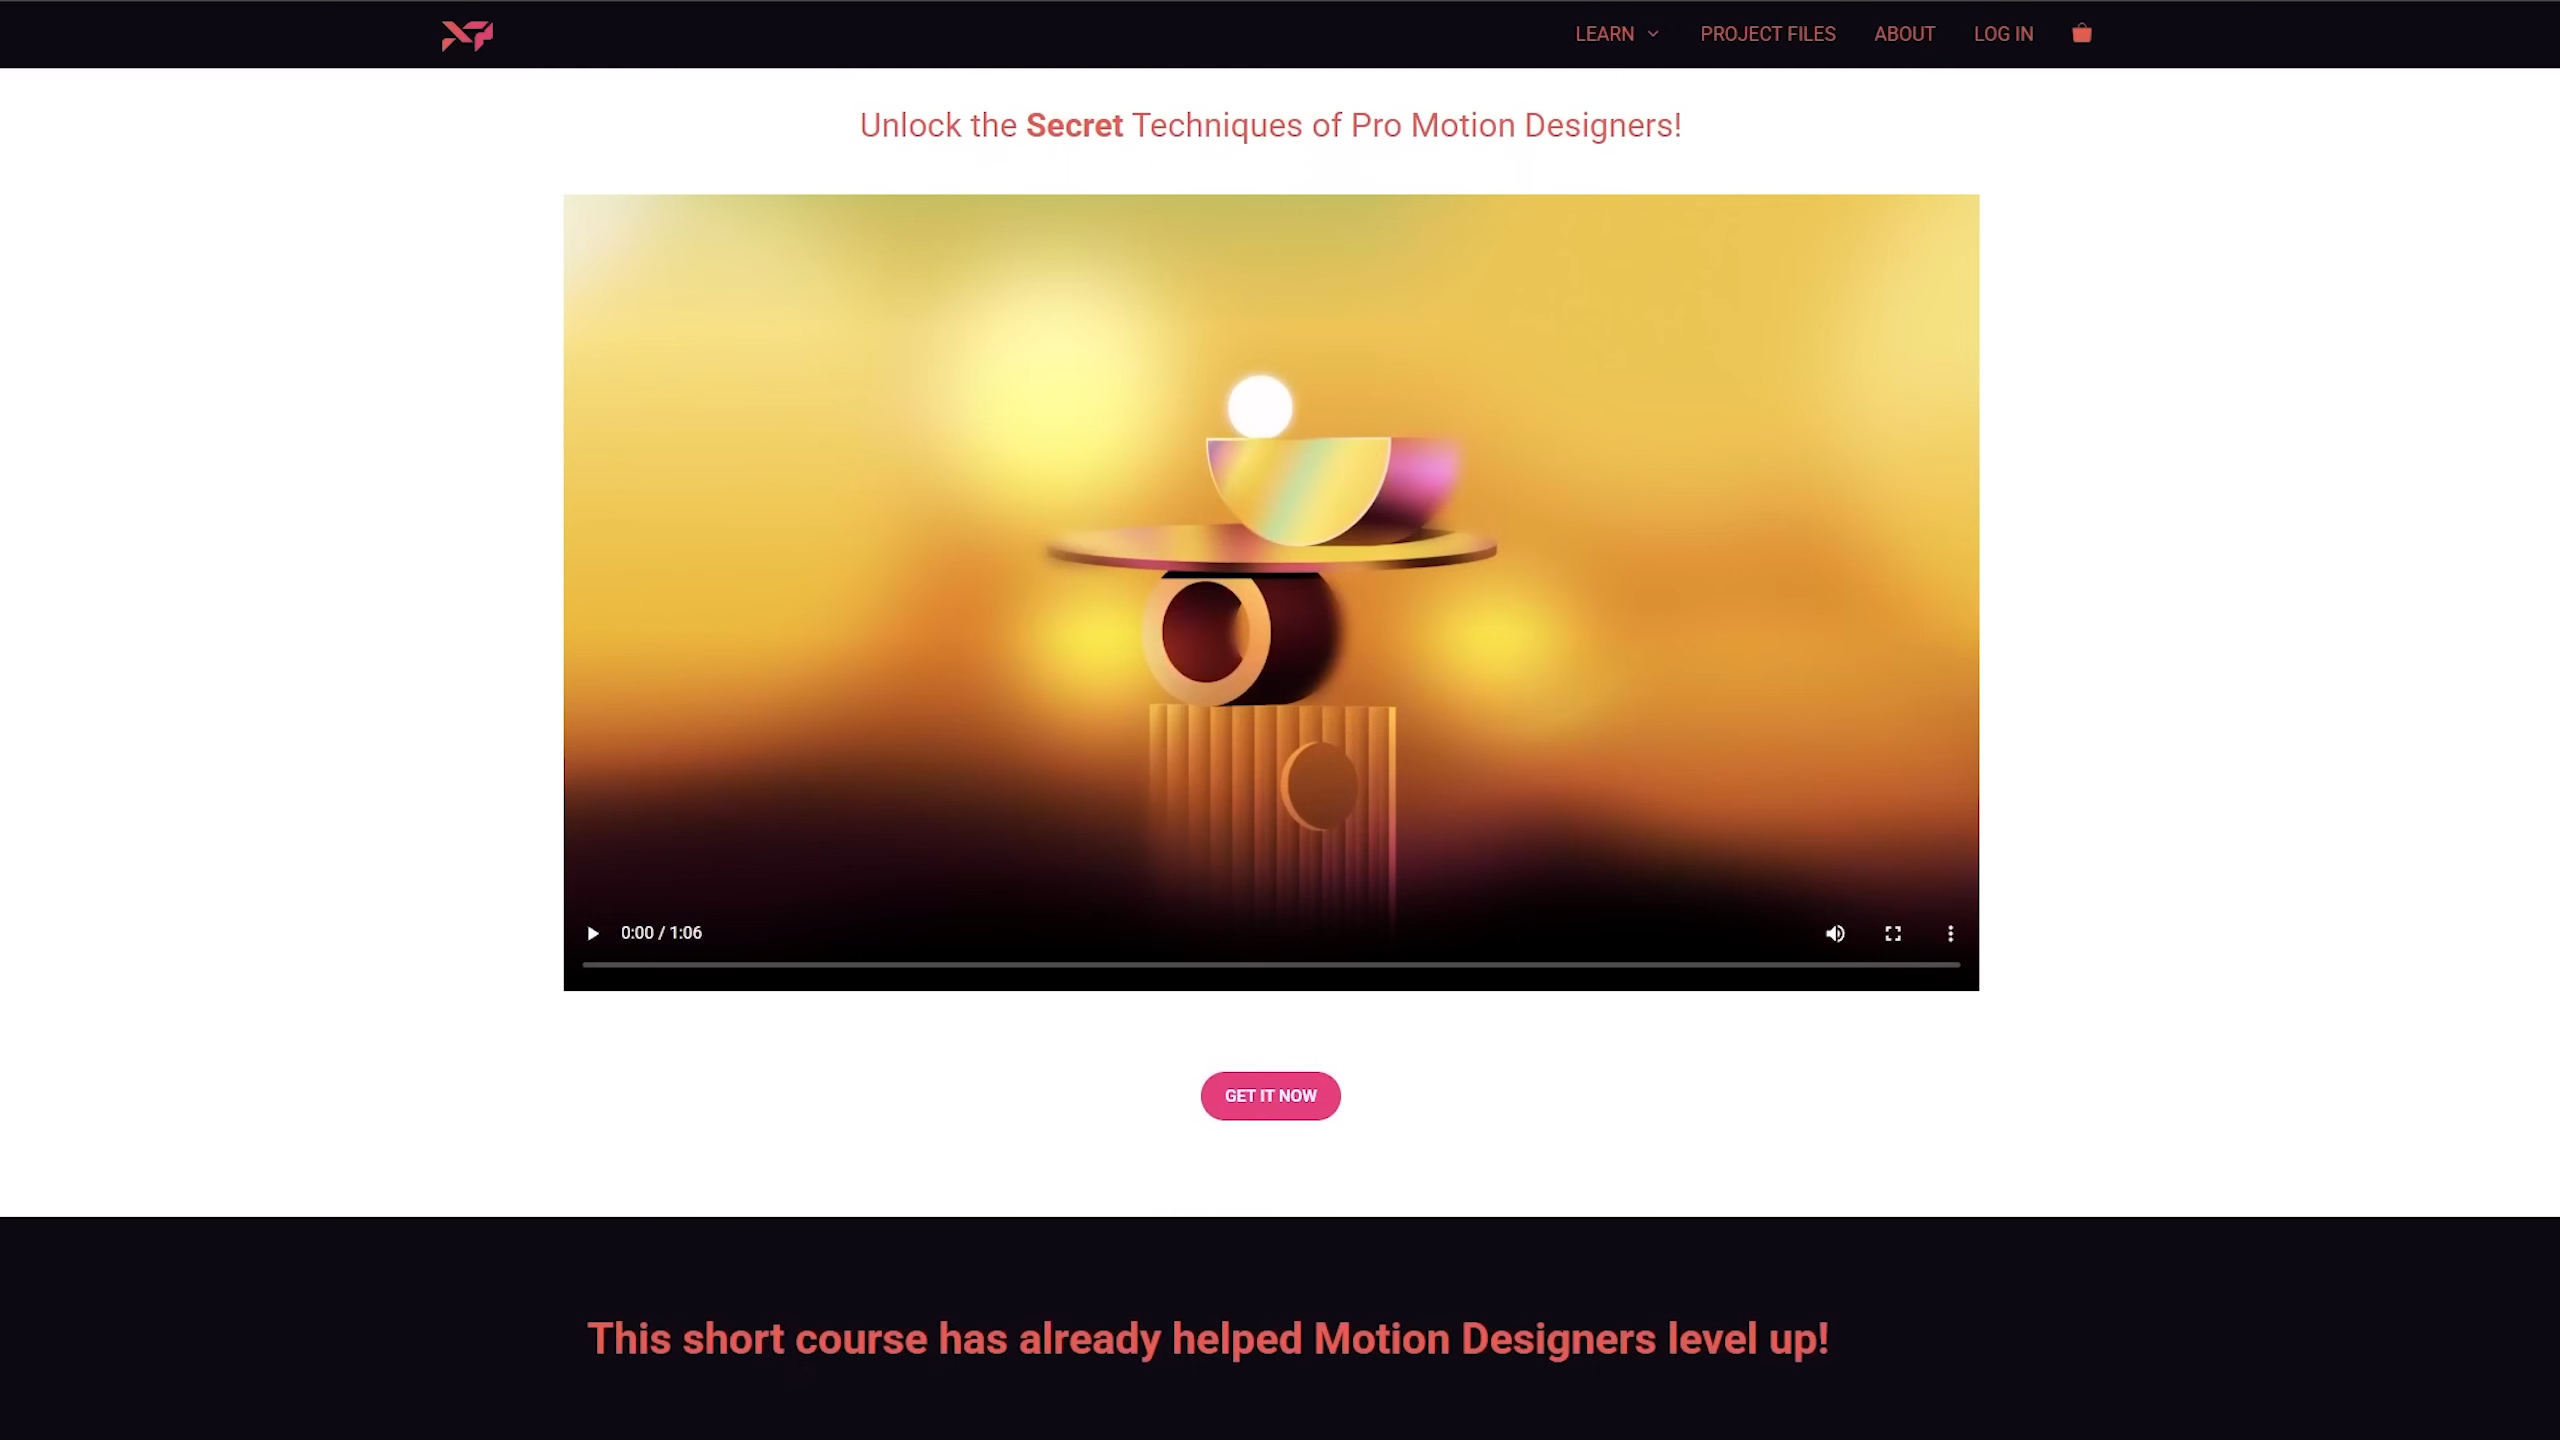 LEARN
PROJECT FILES
ABOUT
LOG IN
Unlock the Secret Techniques of Pro Motion Designers!
0:00 / 1:06
GET IT NOW
This short course has already helped Motion Designers level up!